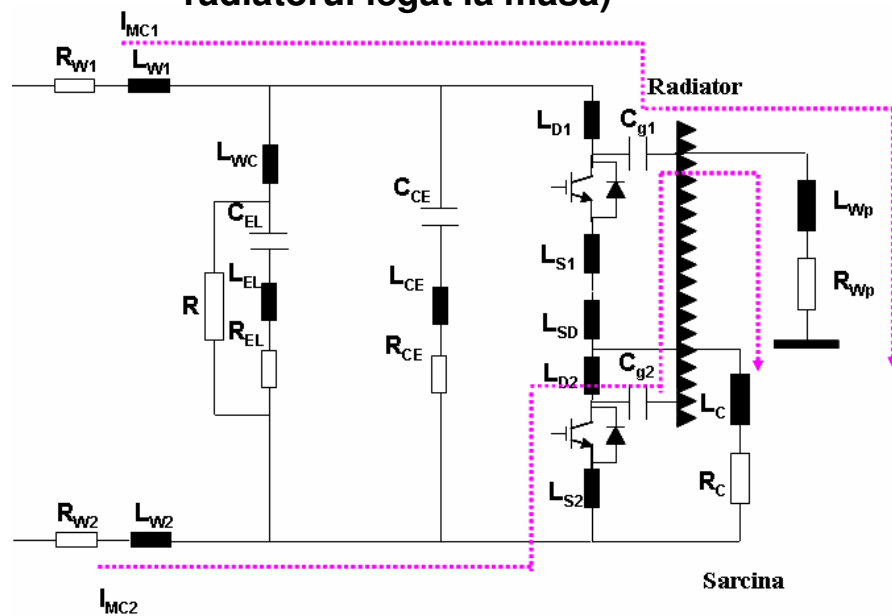 radiatorul legat la masa)
I_MC1
R_W1 L_W1
Radiator
L_D1 C_g1
L_WC
C_CE
C_EL
L_Wp
L_S1
L_EL L_CE
R
R_Wp
L_SD
R_EL R_CE
C_g2
L_D2
L_C
R_C
L_S2
R_W2 L_W2
Sarcina
I_MC2